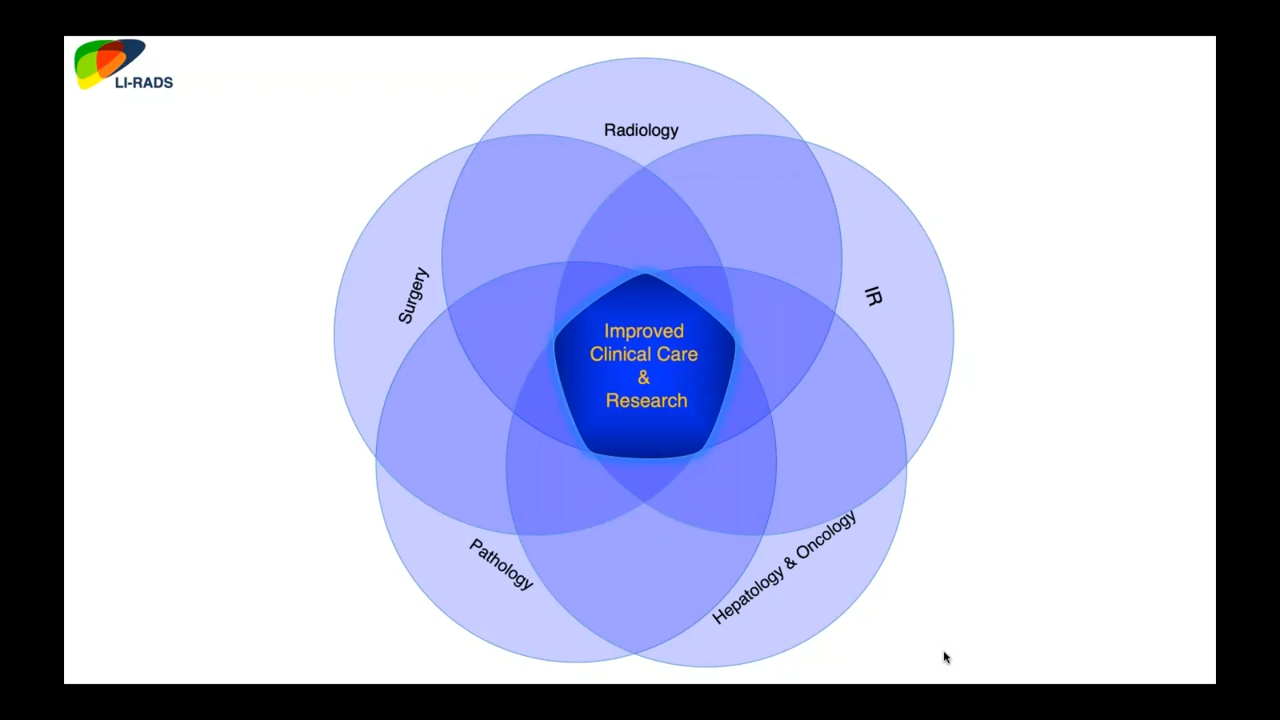 LI-RADS
Radiology
Surgery
IR
Improved
Clinical Care
&
Research
Pathology
Hepatology & Oncology